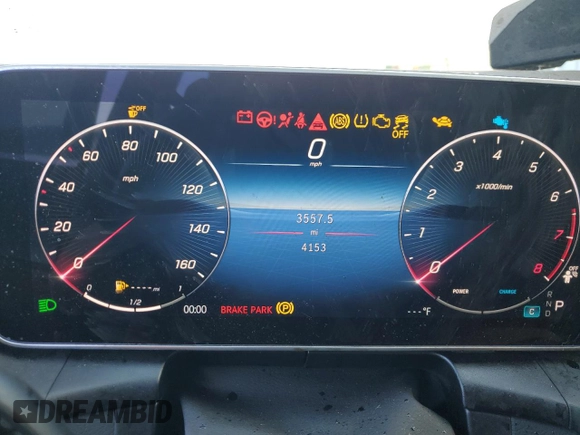 OFF
ABS
OFF
0
mph
0 20 40 60 80 100 120 140 160
mph
3557.5
mi
4153
0 1 2 3 4 5 6 7 8
x1000/min
POWER CHARGE
0 1/2 1
----mi
00:00
BRAKE PARK P
---°F
C
R
N
D
P
OFF
DREAMBID